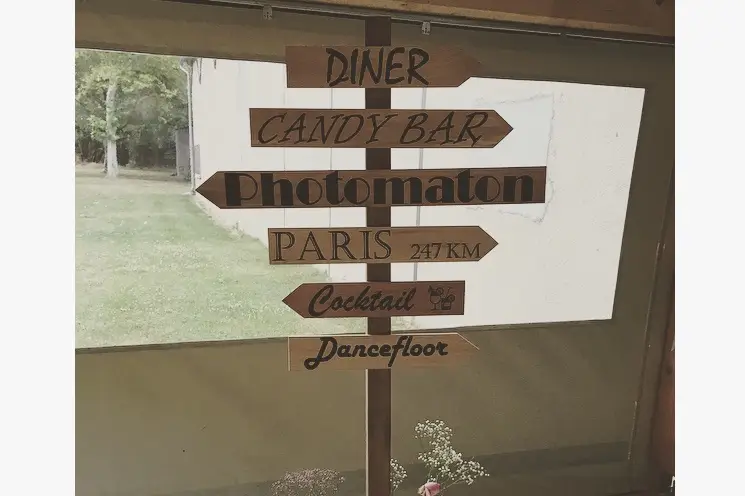 DINER
CANDY BAR
Photomaton
PARIS 247 KM
Cocktail
Dancefloor